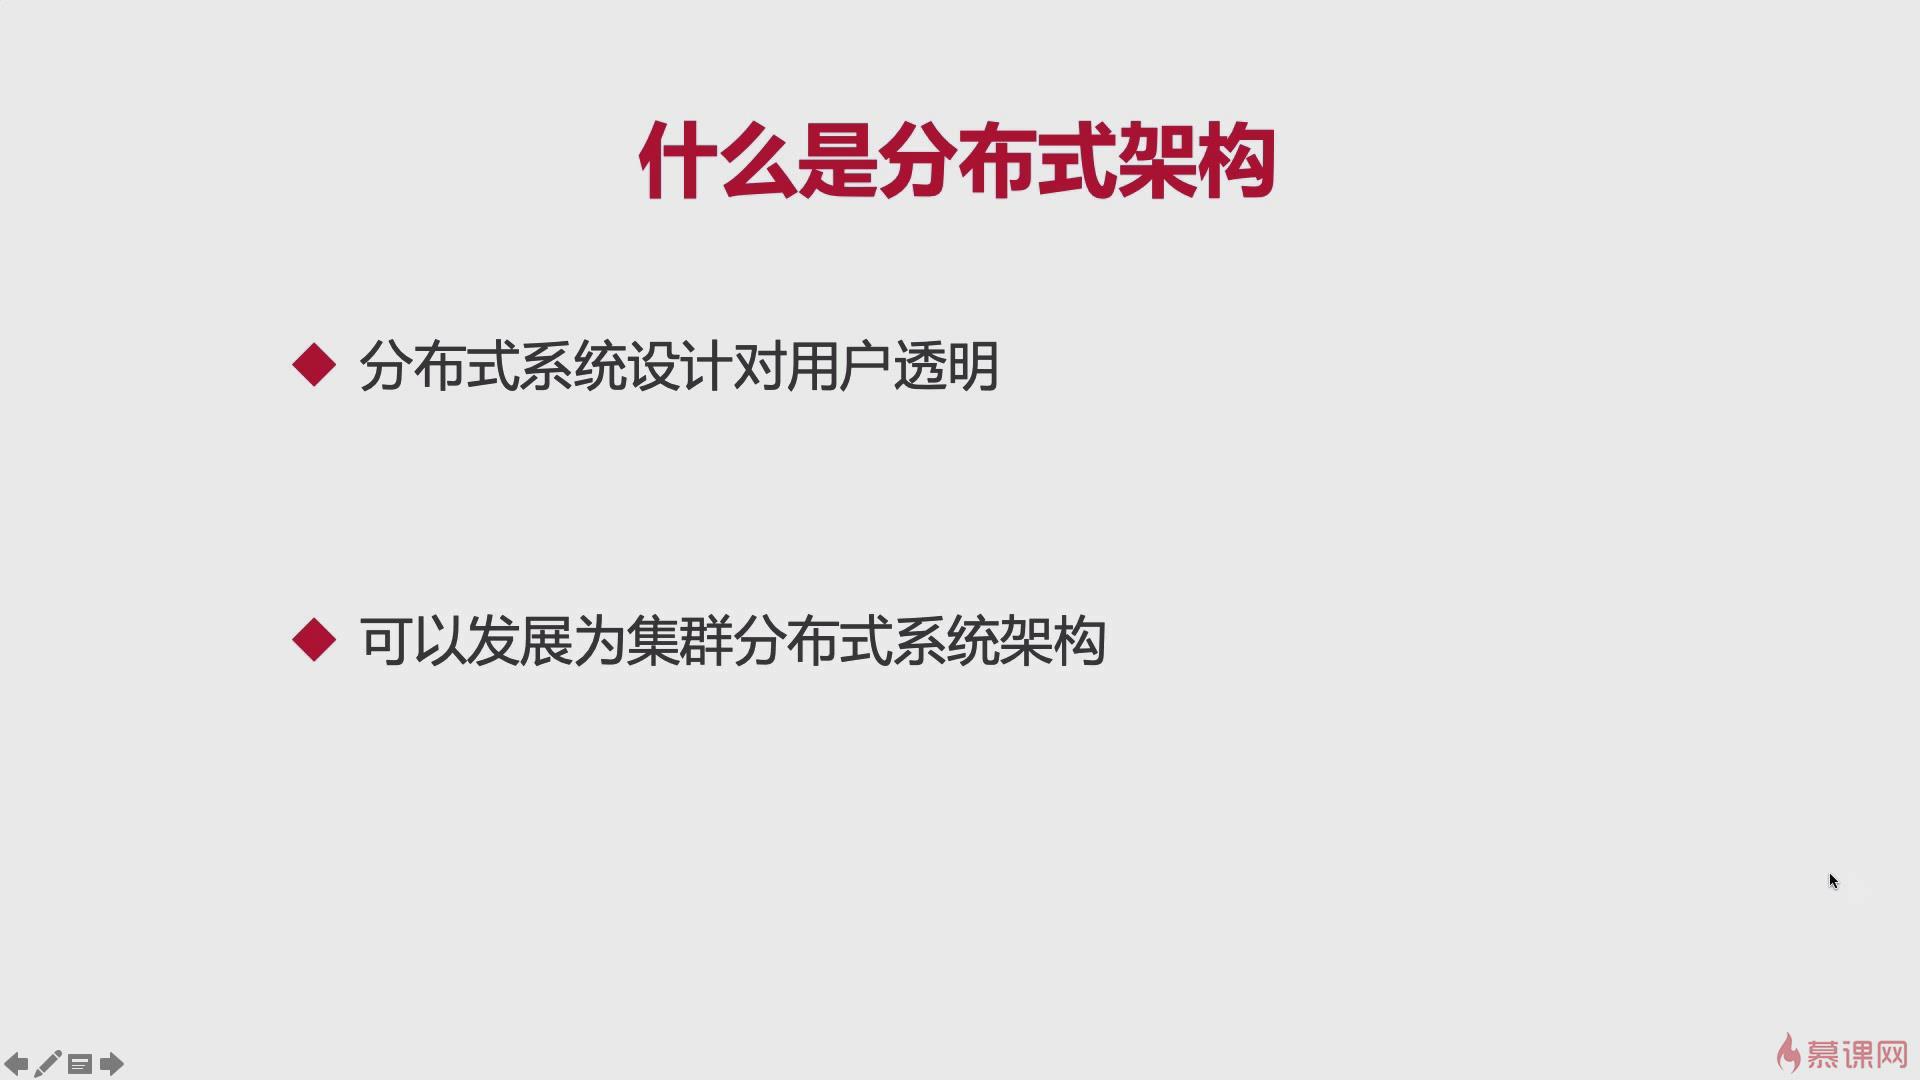 什么是分布式架构
分布式系统设计对用户透明
可以发展为集群分布式系统架构
慕课网